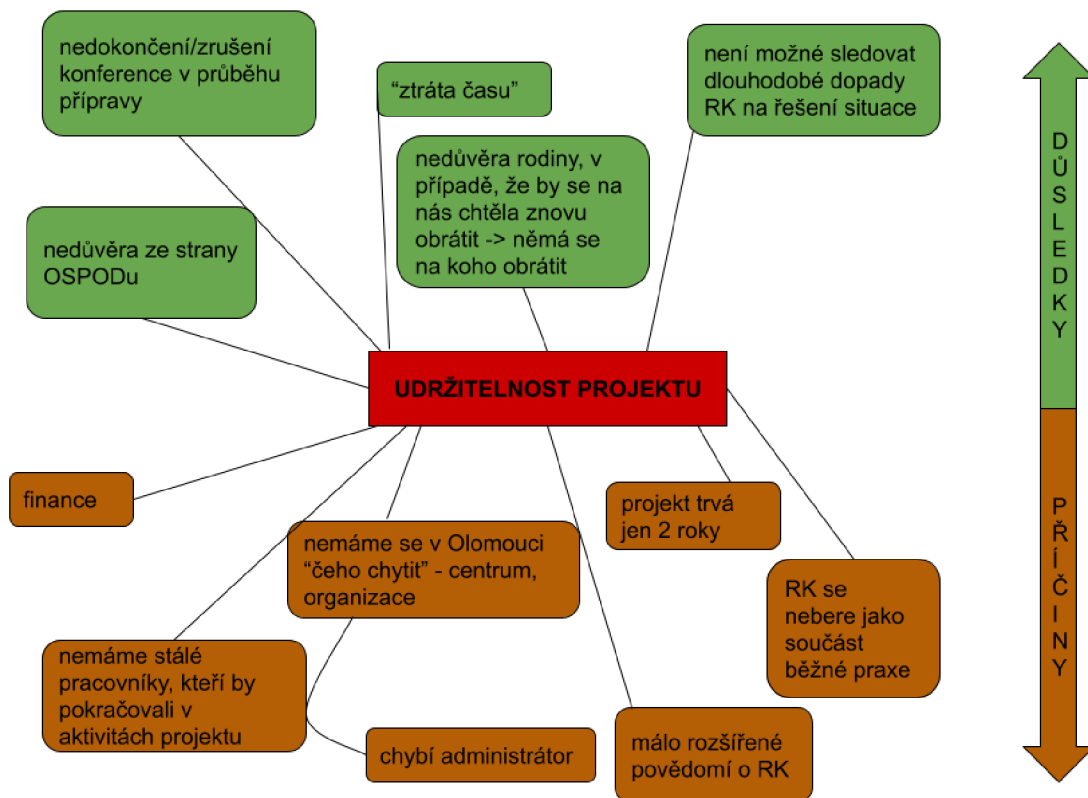 nedokončení/zrušení
konference v průběhu
přípravy
“ztráta času”
není možné sledovat
dlouhodobé dopady
RK na řešení situace
nedůvěra rodiny, v
případě, že by se na
nás chtěla znovu
obrátit -> němá se
na koho obrátit
nedůvěra ze strany
OSPODu
DŮSLEDKY
UDRŽITELNOST PROJEKTU
finance
nemáme se v Olomouci
“čeho chytit” - centrum,
organizace
projekt trvá
jen 2 roky
RK se
nebere jako
součást
běžné praxe
nemáme stálé
pracovníky, kteří by
pokračovali v
aktivitách projektu
chybí administrátor
málo rozšířené
povědomí o RK
PŘÍČINY